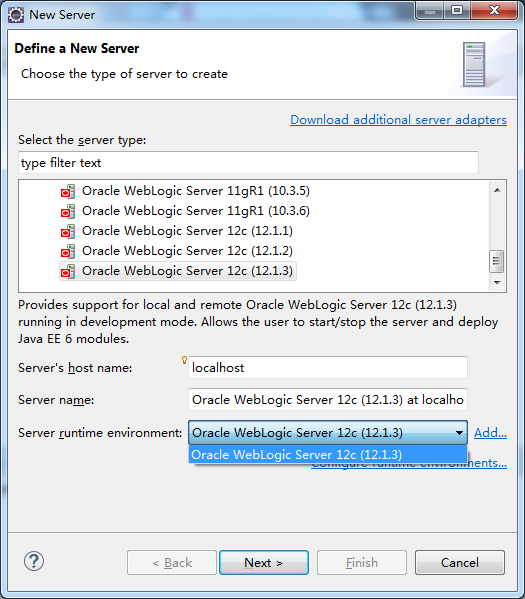 New Server
Define a New Server
Choose the type of server to create
Download additional server adapters
Select the server type:
type filter text
Oracle WebLogic Server 11gR1 (10.3.5)
Oracle WebLogic Server 11gR1 (10.3.6)
Oracle WebLogic Server 12c (12.1.1)
Oracle WebLogic Server 12c (12.1.2)
Oracle WebLogic Server 12c (12.1.3)
Provides support for local and remote Oracle WebLogic Server 12c (12.1.3)
running in development mode. Allows the user to start/stop the server and deploy
Java EE 6 modules.
Server's host name: localhost
Server name: Oracle WebLogic Server 12c (12.1.3) at localho
Server runtime environment: Oracle WebLogic Server 12c (12.1.3) Add...
Oracle WebLogic Server 12c (12.1.3)
Configure runtime environments...
< Back Next > Finish Cancel